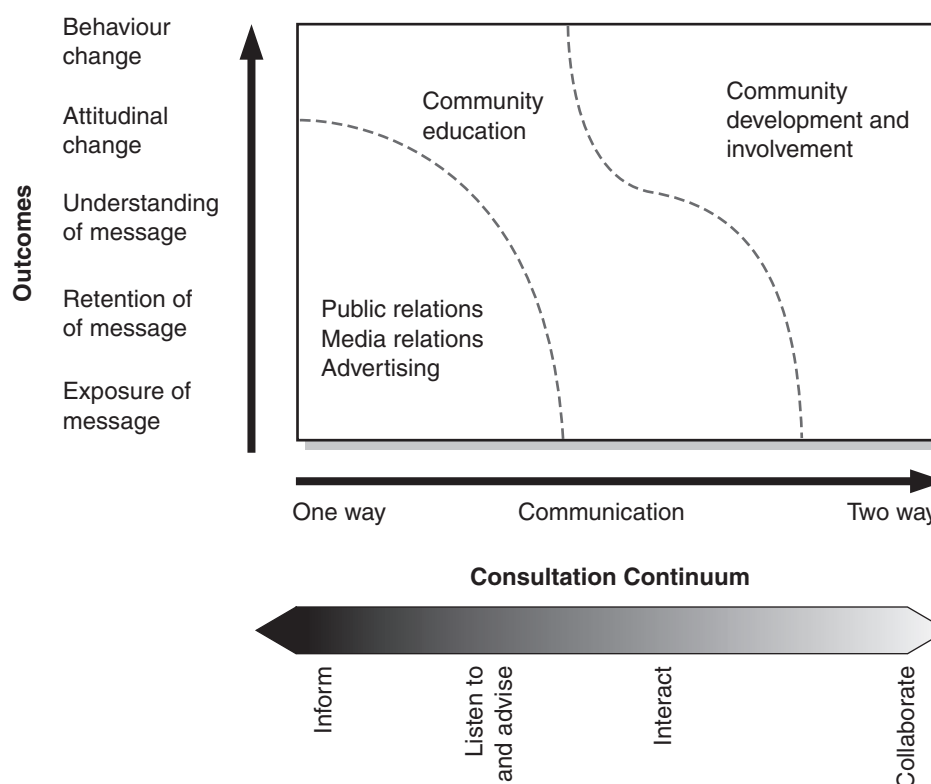 Behaviour
change
Attitudinal
change
Understanding
of message
Retention of
of message
Exposure of
message
Outcomes
Community
education
Community
development and
involvement
Public relations
Media relations
Advertising
One way
Communication
Two way
Consultation Continuum
Inform
Listen to
and advise
Interact
Collaborate